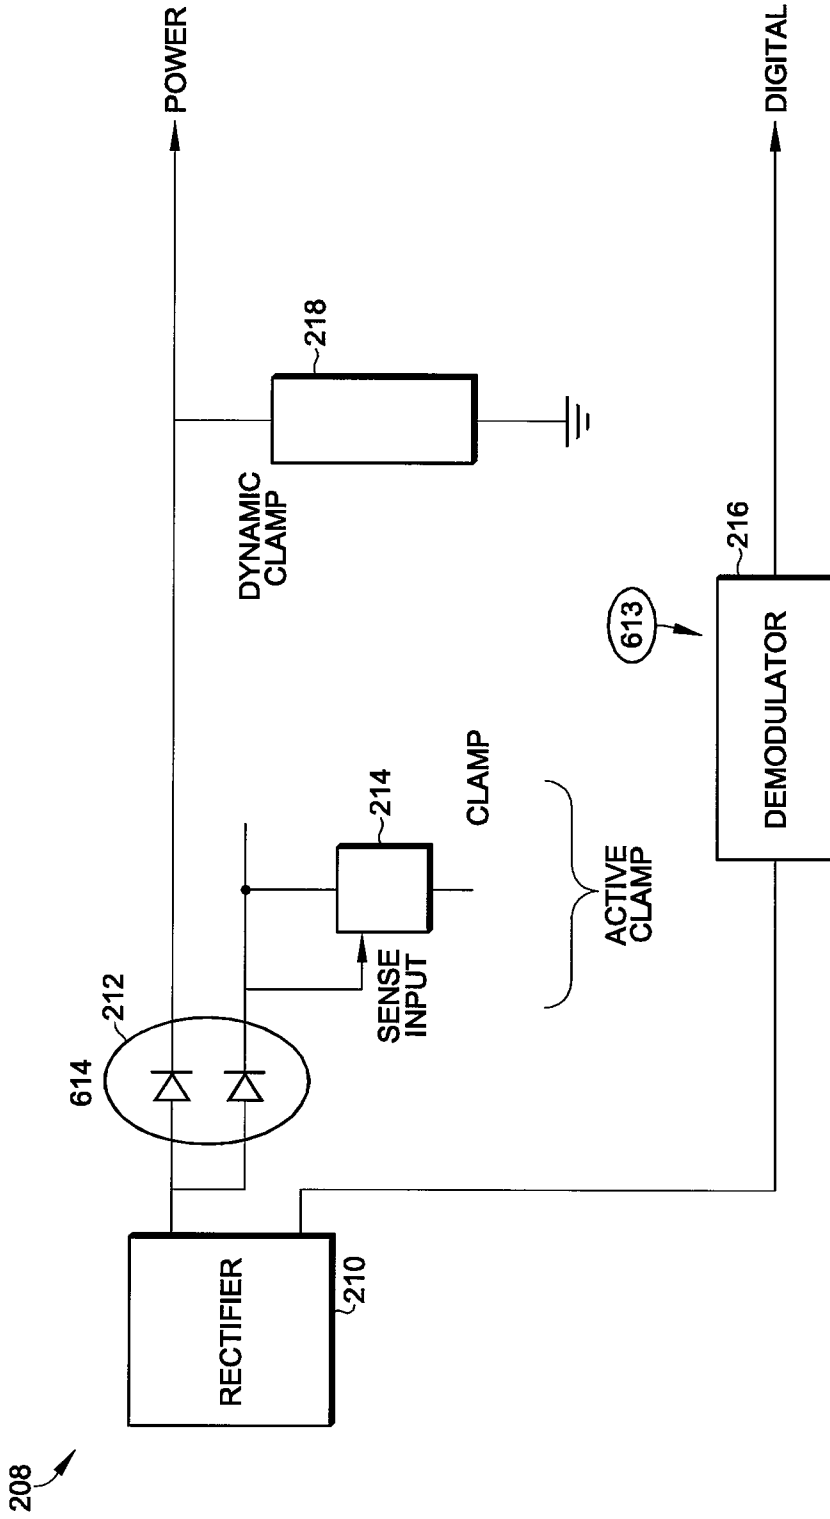 208
RECTIFIER
210
614
212
SENSE
INPUT
214
CLAMP
ACTIVE
CLAMP
DYNAMIC
CLAMP
218
POWER
613
DEMODULATOR
216
DIGITAL